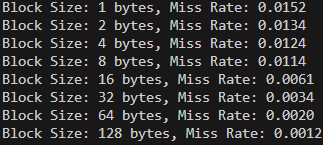 Block Size: 1 bytes, Miss Rate: 0.0152
Block Size: 2 bytes, Miss Rate: 0.0134
Block Size: 4 bytes, Miss Rate: 0.0124
Block Size: 8 bytes, Miss Rate: 0.0114
Block Size: 16 bytes, Miss Rate: 0.0061
Block Size: 32 bytes, Miss Rate: 0.0034
Block Size: 64 bytes, Miss Rate: 0.0020
Block Size: 128 bytes, Miss Rate: 0.0012